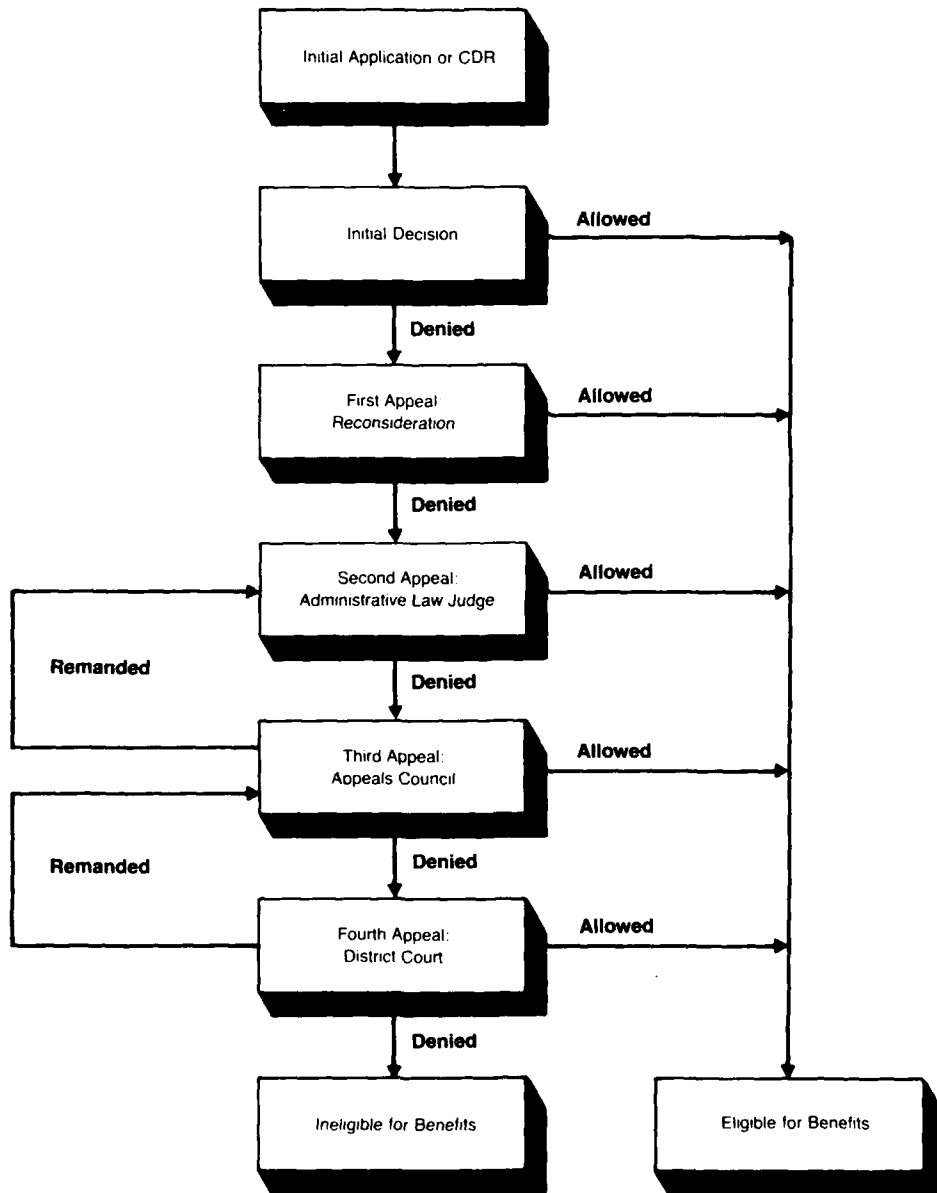 Initial Application or CDR
Initial Decision
Allowed
Denied
First Appeal:
Reconsideration
Allowed
Denied
Second Appeal:
Administrative Law Judge
Allowed
Remanded
Denied
Third Appeal:
Appeals Council
Allowed
Remanded
Denied
Fourth Appeal:
District Court
Allowed
Denied
Ineligible for Benefits
Eligible for Benefits